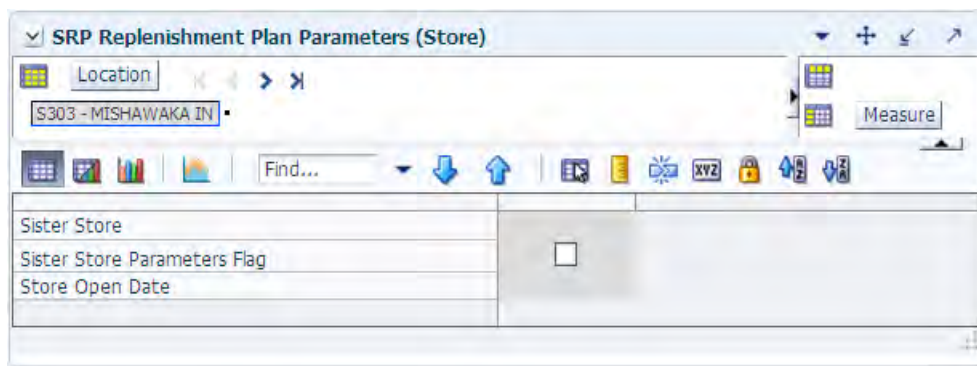 SRP Replenishment Plan Parameters (Store)
Location
S303 - MISHAWAKA IN
Measure
Find...
XYZ
A Z
Z A
Sister Store
Sister Store Parameters Flag
Store Open Date